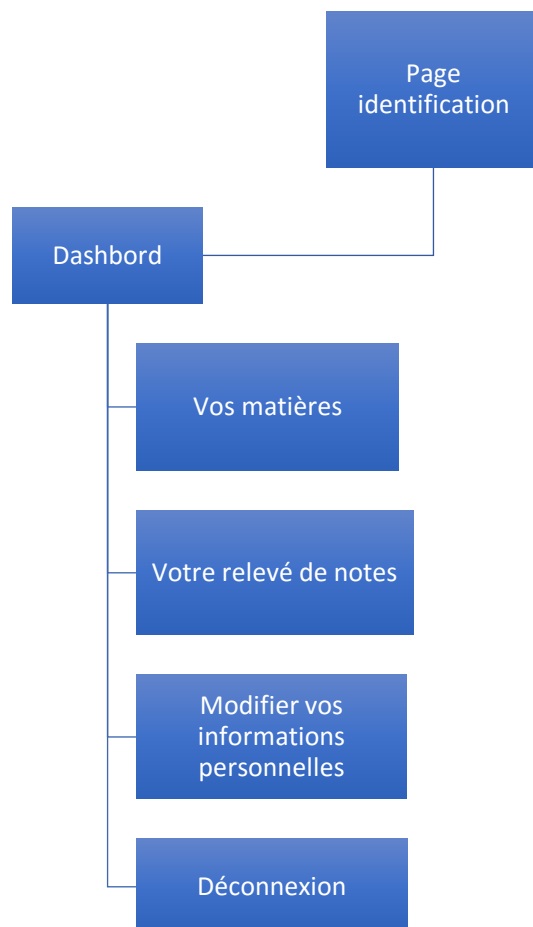 Page
identification
Dashbord
Vos matières
Votre relevé de notes
Modifier vos
informations
personnelles
Déconnexion